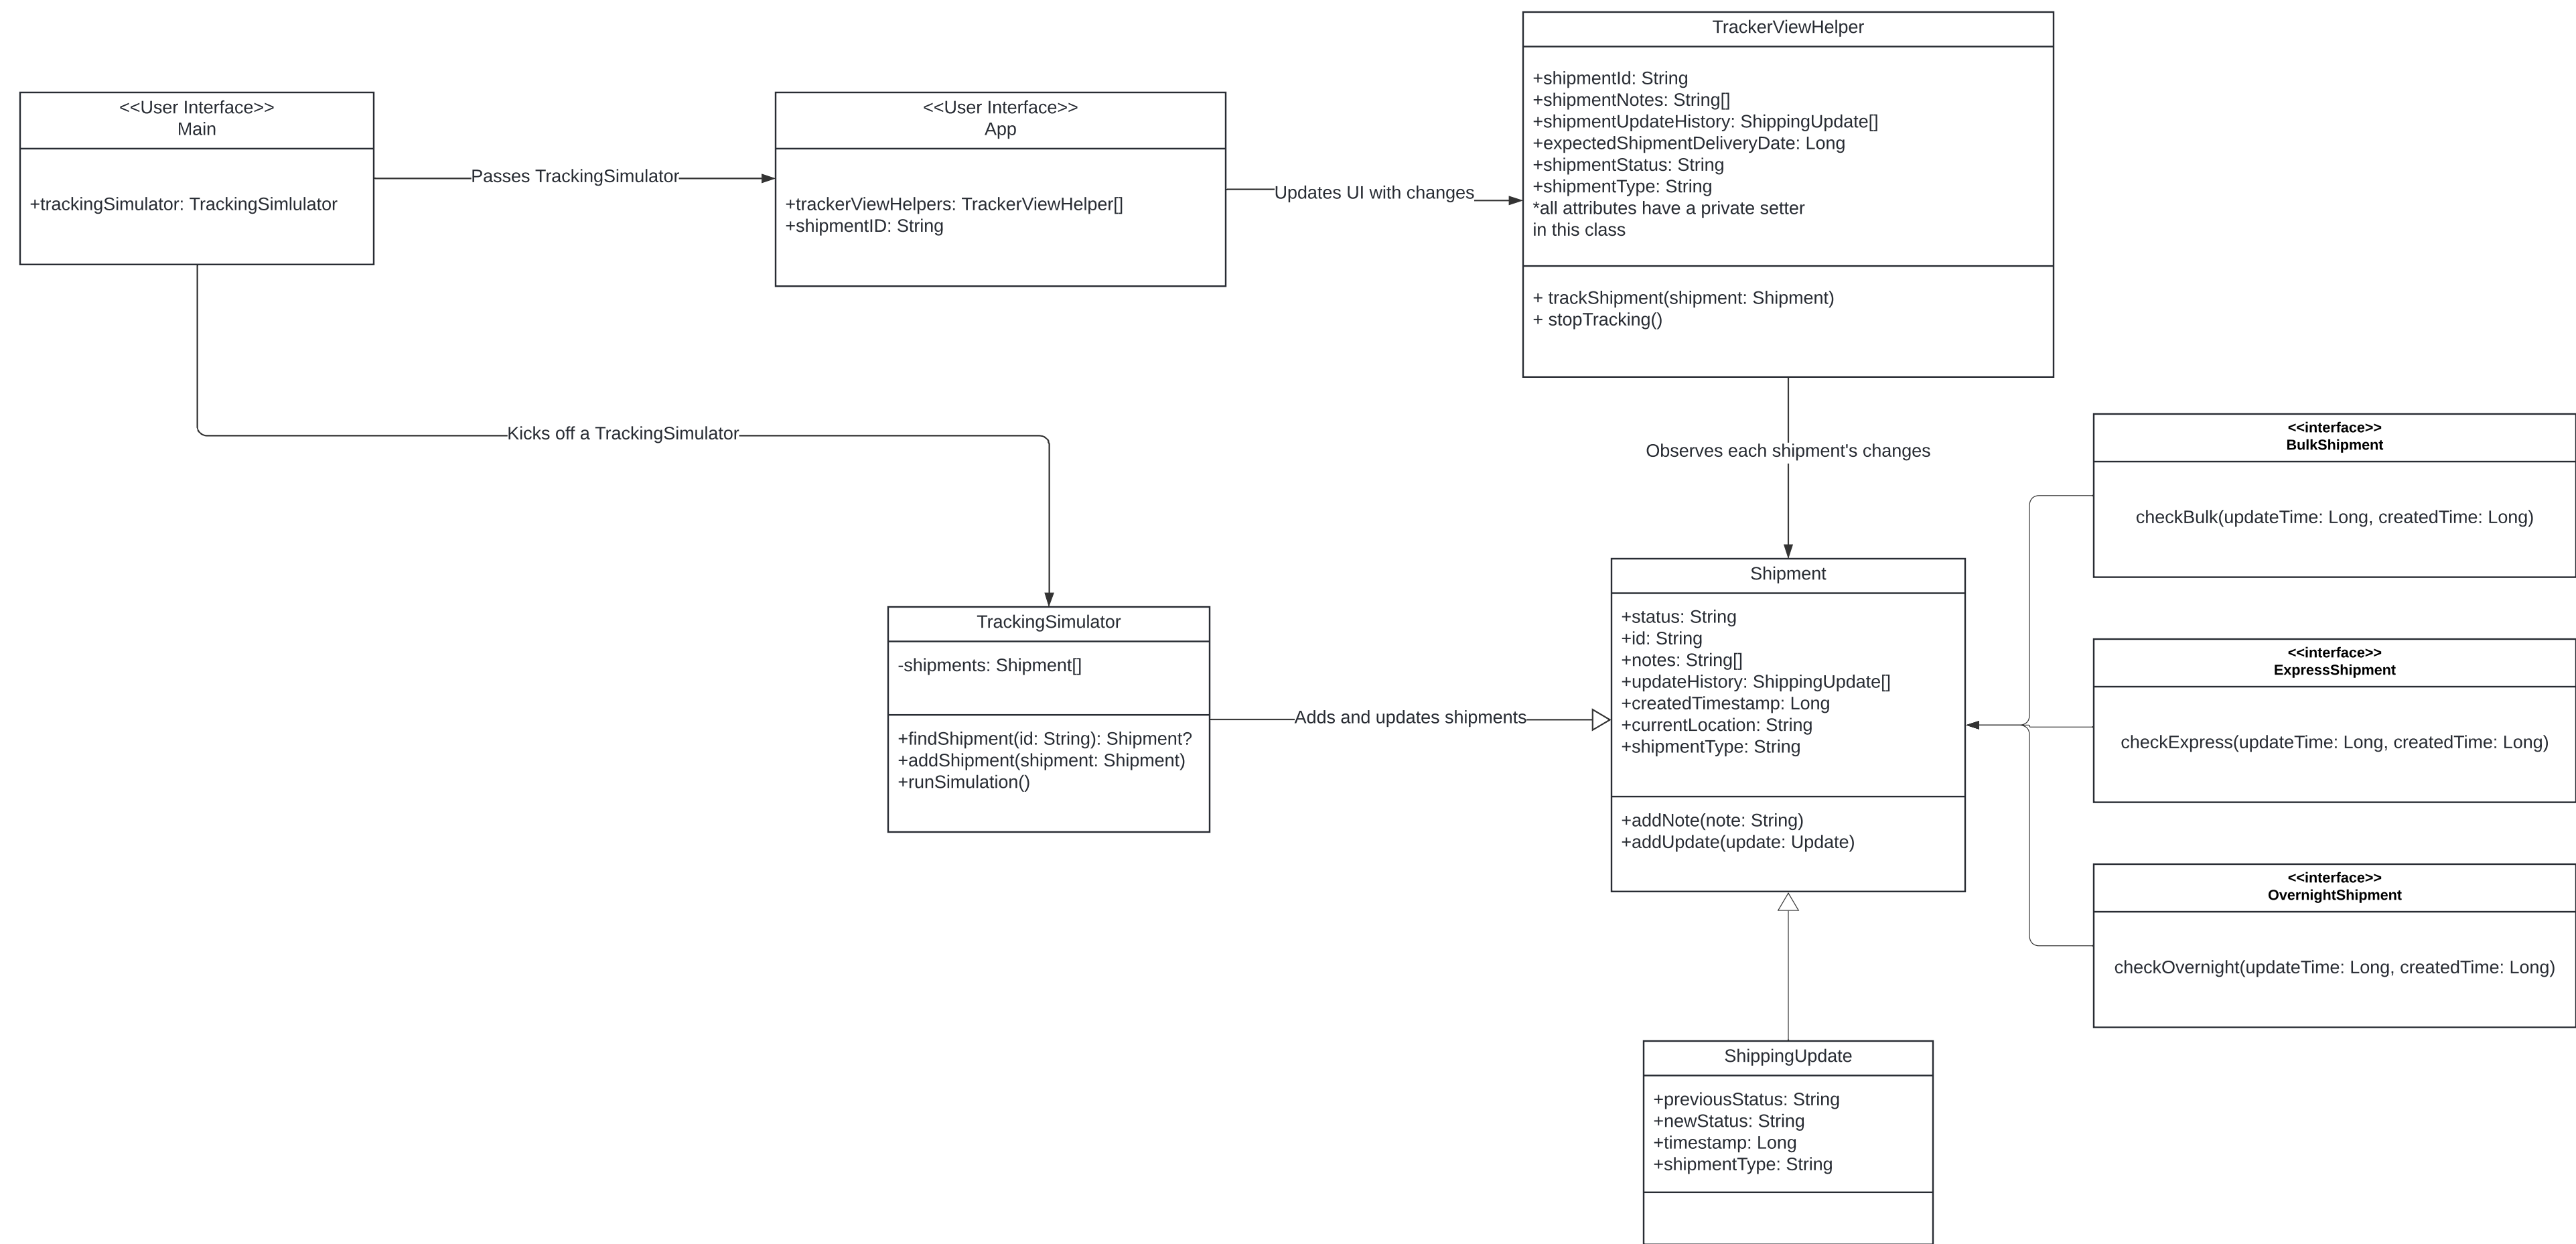 <<User Interface>>
Main
+trackingSimulator: TrackingSimlulator
Passes TrackingSimulator
<<User Interface>>
App
+trackerViewHelpers: TrackerViewHelper[]
+shipmentID: String
Updates UI with changes
TrackerViewHelper
+shipmentId: String
+shipmentNotes: String[]
+shipmentUpdateHistory: ShippingUpdate[]
+expectedShipmentDeliveryDate: Long
+shipmentStatus: String
+shipmentType: String
*all attributes have a private setter
in this class
+ trackShipment(shipment: Shipment)
+ stopTracking()
Kicks off a TrackingSimulator
Observes each shipment's changes
TrackingSimulator
-shipments: Shipment[]
+findShipment(id: String): Shipment?
+addShipment(shipment: Shipment)
+runSimulation()
Adds and updates shipments
Shipment
+status: String
+id: String
+notes: String[]
+updateHistory: ShippingUpdate[]
+createdTimestamp: Long
+currentLocation: String
+shipmentType: String
+addNote(note: String)
+addUpdate(update: Update)
<<interface>>
BulkShipment
checkBulk(updateTime: Long, createdTime: Long)
<<interface>>
ExpressShipment
checkExpress(updateTime: Long, createdTime: Long)
<<interface>>
OvernightShipment
checkOvernight(updateTime: Long, createdTime: Long)
ShippingUpdate
+previousStatus: String
+newStatus: String
+timestamp: Long
+shipmentType: String